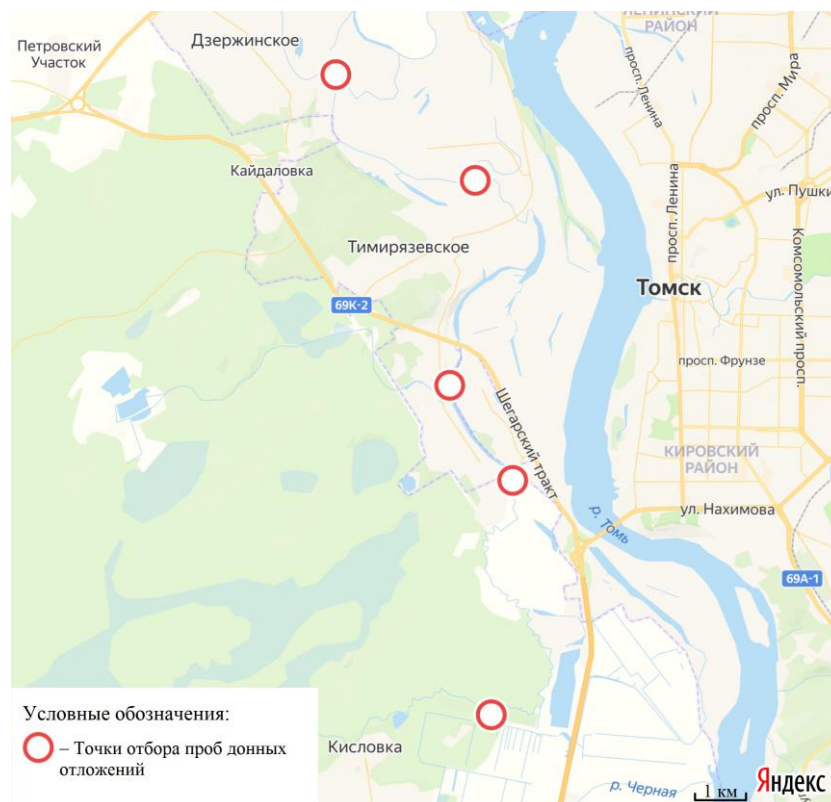 ЛЕНИНСКИЙ
РАЙОН
Дзержинское
Петровский
Участок
просп. Ленина
просп. Мира
Кайдаловка
ул. Пушки
просп. Ленина
Комсомольский просп.
Тимирязевское
Томск
69К-2
просп. Фрунзе
Шегарский тракт
КИРОВСКИЙ
РАЙОН
ул. Нахимова
р. Томь
69А-1
Условные обозначения:
– Точки отбора проб донных
отложений
Кисловка
р. Черная
1 км
Яндекс